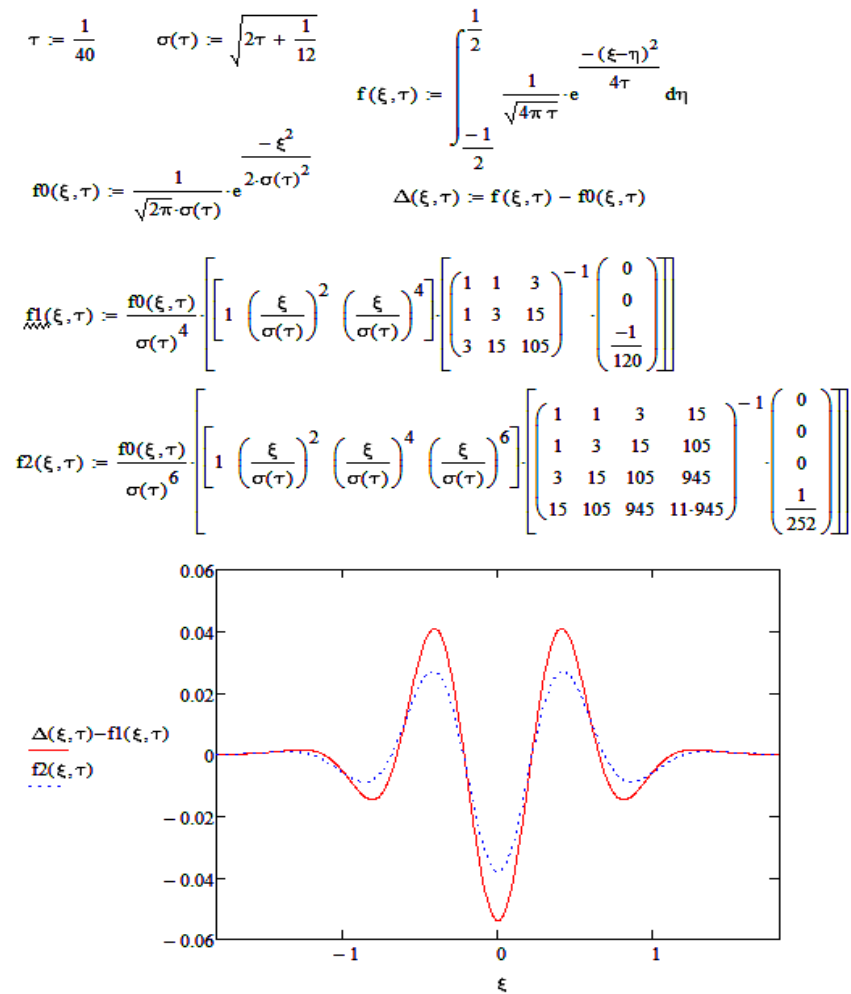 τ := 1/40    σ(τ) := √(2τ + 1/12)
f(ξ,τ) := ∫_{-1/2}^{1/2} 1/√(4π τ) · e^{-(ξ-η)^2/(4τ)} dη
f0(ξ,τ) := 1/(√(2π)·σ(τ)) · e^{-ξ^2/(2·σ(τ)^2)}    Δ(ξ,τ) := f(ξ,τ) − f0(ξ,τ)
f1(ξ,τ) := f0(ξ,τ)/σ(τ)^4 · [[1 (ξ/σ(τ))^2 (ξ/σ(τ))^4] · [(1 1 3; 1 3 15; 3 15 105)^{-1} · (0; 0; -1/120)]]
f2(ξ,τ) := f0(ξ,τ)/σ(τ)^6 · [[1 (ξ/σ(τ))^2 (ξ/σ(τ))^4 (ξ/σ(τ))^6] · [(1 1 3 15; 1 3 15 105; 3 15 105 945; 15 105 945 11·945)^{-1} · (0; 0; 0; 1/252)]]
0.06
0.04
0.02
0
− 0.02
− 0.04
− 0.06
Δ(ξ,τ)−f1(ξ,τ)
f2(ξ,τ)
− 1    0    1
ξ